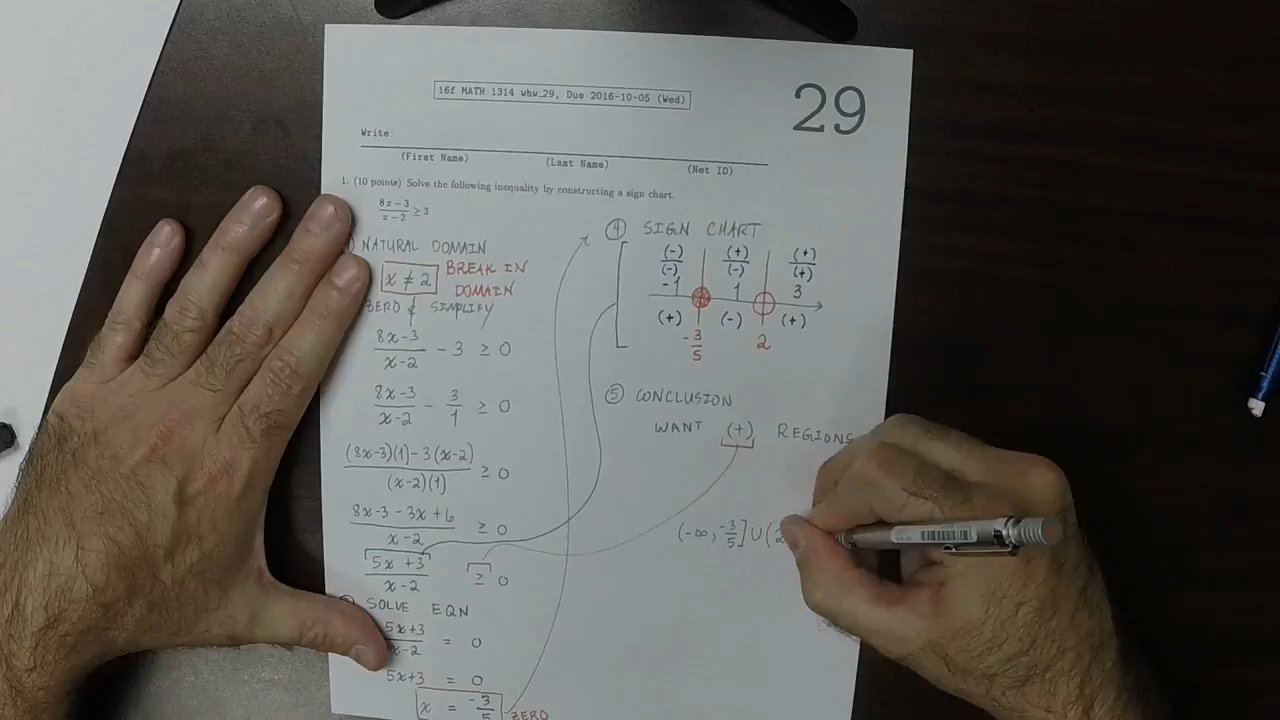 29
16f MATH 1314 whw_29, Due 2016-10-05 (Wed)
Write:
(First Name) (Last Name) (Net ID)
1. (10 points) Solve the following inequality by constructing a sign chart.
8x − 3 / x − 2 ≥ 3
NATURAL DOMAIN
x ≠ 2 BREAK IN
DOMAIN
ZERO & SIMPLIFY
8x-3 / x-2 - 3 ≥ 0
8x-3 / x-2 - 3/1 ≥ 0
(8x-3)(1) - 3(x-2) / (x-2)(1) ≥ 0
8x-3-3x+6 / x-2 ≥ 0
5x+3 / x-2 ≥ 0
SOLVE EQN
5x+3 / x-2 = 0
5x+3 = 0
x = -3/5 ZERO
④ SIGN CHART
(-)/(-) (+)/(-) (+)/(+)
-1 1 3
(+) (-) (+)
-3/5 2
⑤ CONCLUSION
WANT (+) REGIONS
(-∞, -3/5] ∪ (2